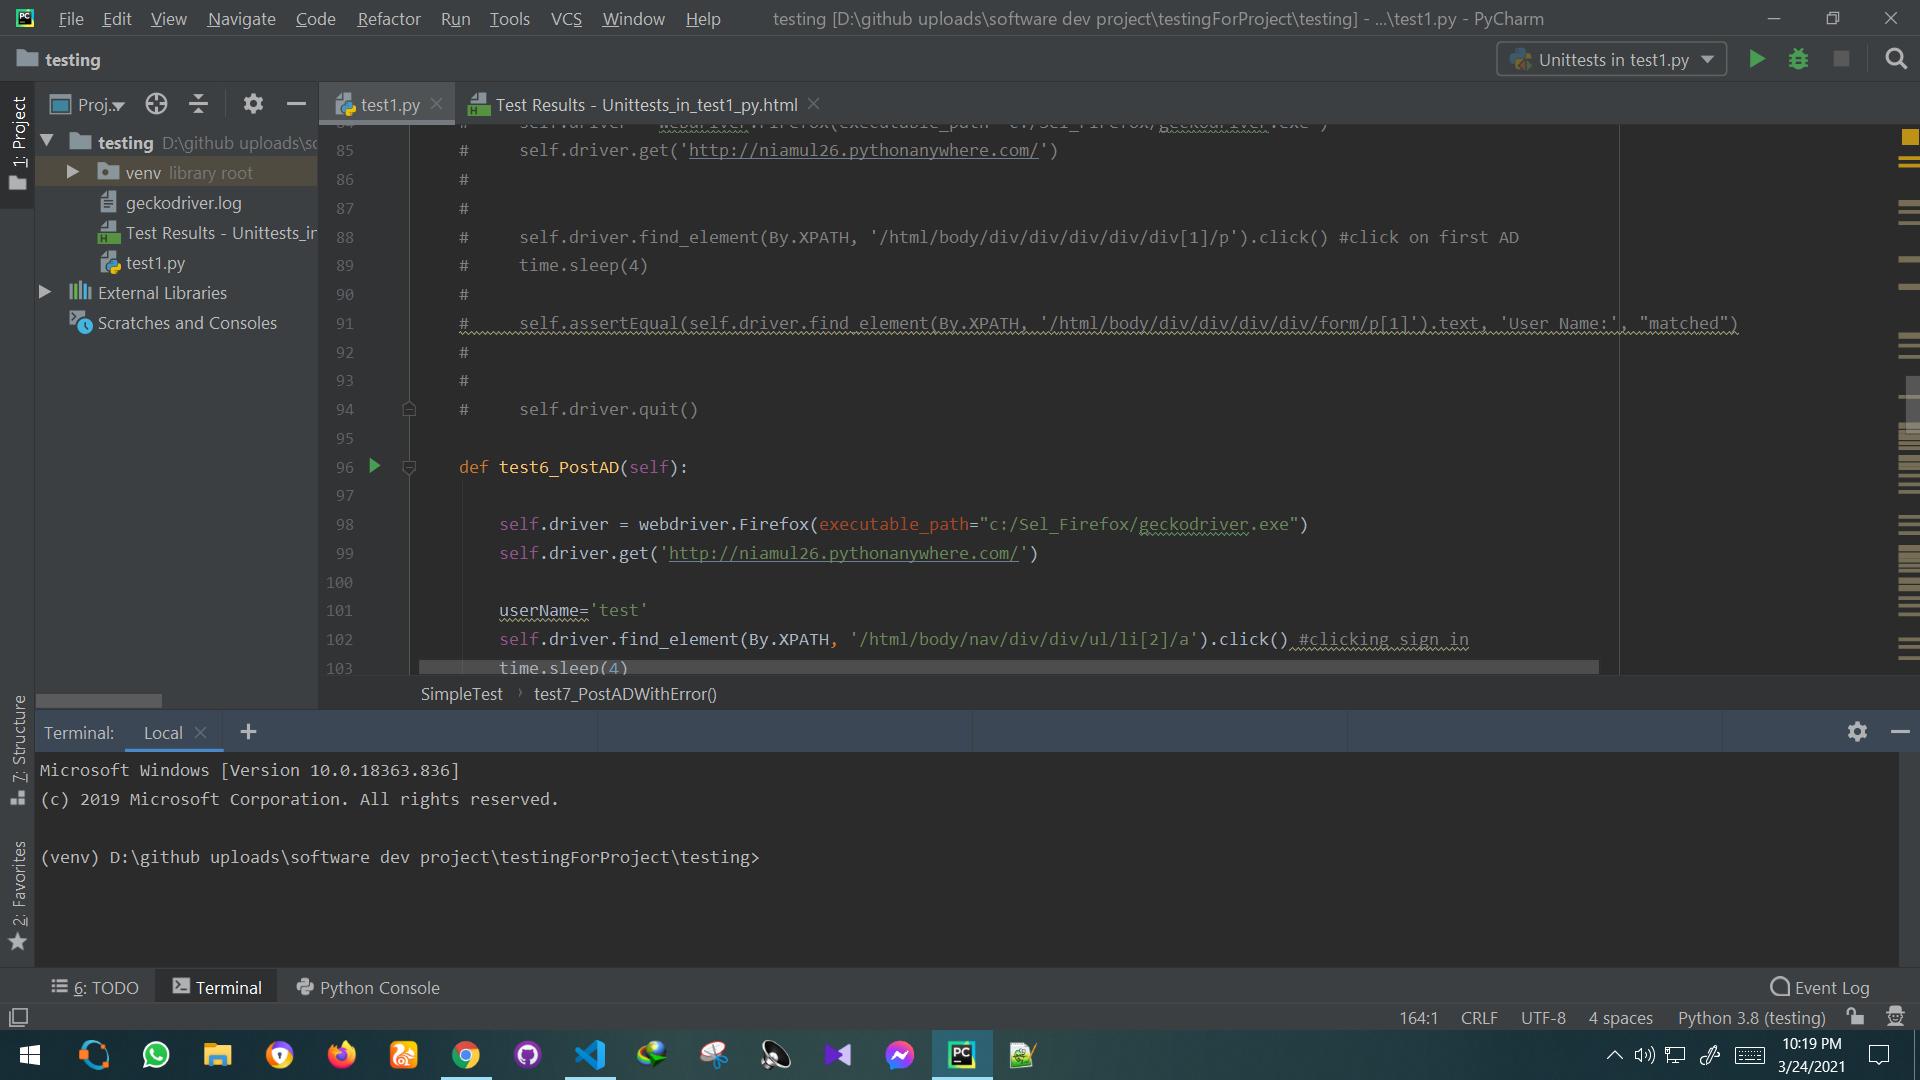 File Edit View Navigate Code Refactor Run Tools VCS Window Help testing [D:\github uploads\software dev project\testingForProject\testing] - ...\test1.py - PyCharm
testing
Unittests in test1.py
1: Project
Proj..
test1.py
Test Results - Unittests_in_test1_py.html
testing D:\github uploads\so
venv library root
geckodriver.log
Test Results - Unittests_in
test1.py
External Libraries
Scratches and Consoles
84 # self.driver = webdriver.Firefox(executable_path="c:/Sel_Firefox/geckodriver.exe")
85 # self.driver.get('http://niamul26.pythonanywhere.com/')
86 #
87 #
88 # self.driver.find_element(By.XPATH, '/html/body/div/div/div/div/div[1]/p').click() #click on first AD
89 # time.sleep(4)
90 #
91 # self.assertEqual(self.driver.find_element(By.XPATH, '/html/body/div/div/div/div/form/p[1]').text, 'User Name:', "matched")
92 #
93 #
94 # self.driver.quit()
95
96 def test6_PostAD(self):
97
98 self.driver = webdriver.Firefox(executable_path="c:/Sel_Firefox/geckodriver.exe")
99 self.driver.get('http://niamul26.pythonanywhere.com/')
100
101 userName='test'
102 self.driver.find_element(By.XPATH, '/html/body/nav/div/div/ul/li[2]/a').click() #clicking sign in
103 time.sleep(4)
SimpleTest › test7_PostADWithError()
Z: Structure
2: Favorites
Terminal: Local
Microsoft Windows [Version 10.0.18363.836]
(c) 2019 Microsoft Corporation. All rights reserved.
(venv) D:\github uploads\software dev project\testingForProject\testing>
6: TODO Terminal Python Console Event Log
164:1 CRLF UTF-8 4 spaces Python 3.8 (testing)
PC
10:19 PM
3/24/2021